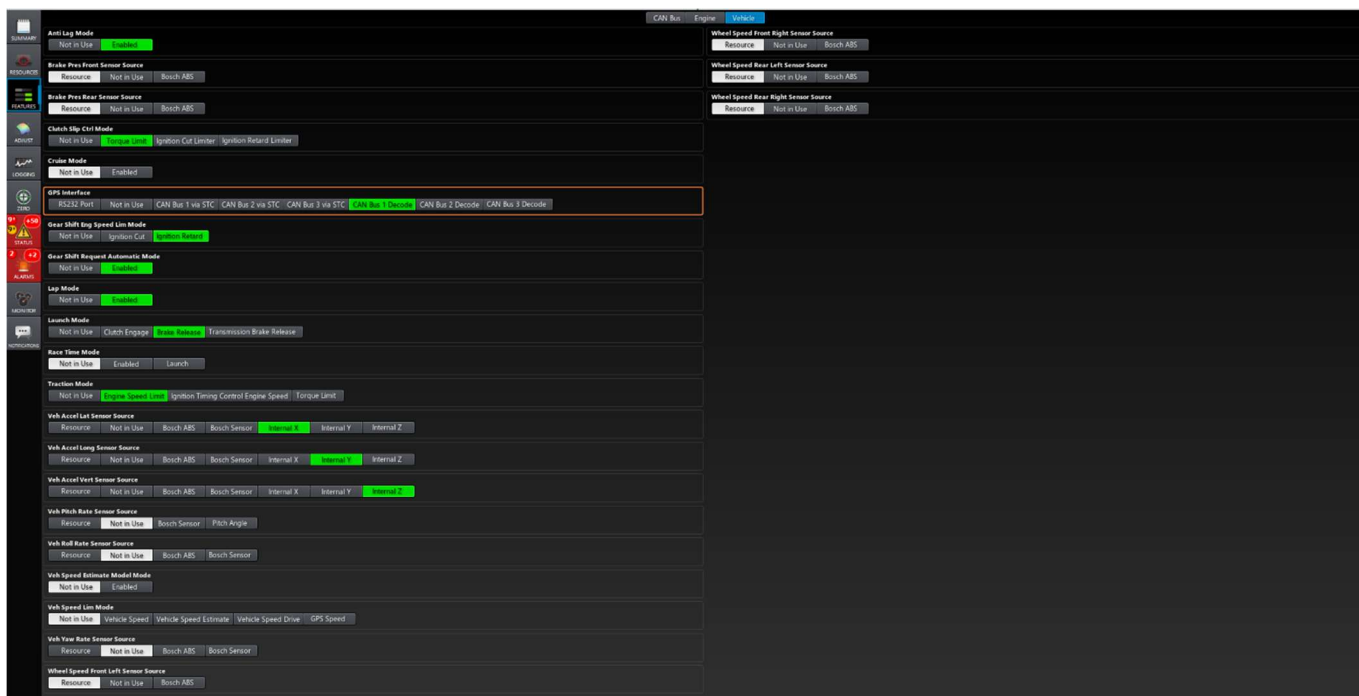 CAN Bus Engine Vehicle
SUMMARY
RESOURCES
FEATURES
ADJUST
LOGGING
ZERO
9+ +50
9+
STATUS
2 +2
ALARMS
MONITOR
NOTIFICATIONS
Anti Lag Mode
Not in Use Enabled
Brake Pres Front Sensor Source
Resource Not in Use Bosch ABS
Brake Pres Rear Sensor Source
Resource Not in Use Bosch ABS
Clutch Slip Ctrl Mode
Not in Use Torque Limit Ignition Cut Limiter Ignition Retard Limiter
Cruise Mode
Not in Use Enabled
GPS Interface
RS232 Port Not in Use CAN Bus 1 via STC CAN Bus 2 via STC CAN Bus 3 via STC CAN Bus 1 Decode CAN Bus 2 Decode CAN Bus 3 Decode
Gear Shift Eng Speed Lim Mode
Not in Use Ignition Cut Ignition Retard
Gear Shift Request Automatic Mode
Not in Use Enabled
Lap Mode
Not in Use Enabled
Launch Mode
Not in Use Clutch Engage Brake Release Transmission Brake Release
Race Time Mode
Not in Use Enabled Launch
Traction Mode
Not in Use Engine Speed Limit Ignition Timing Control Engine Speed Torque Limit
Veh Accel Lat Sensor Source
Resource Not in Use Bosch ABS Bosch Sensor Internal X Internal Y Internal Z
Veh Accel Long Sensor Source
Resource Not in Use Bosch ABS Bosch Sensor Internal X Internal Y Internal Z
Veh Accel Vert Sensor Source
Resource Not in Use Bosch ABS Bosch Sensor Internal X Internal Y Internal Z
Veh Pitch Rate Sensor Source
Resource Not in Use Bosch Sensor Pitch Angle
Veh Roll Rate Sensor Source
Resource Not in Use Bosch ABS Bosch Sensor
Veh Speed Estimate Model Mode
Not in Use Enabled
Veh Speed Lim Mode
Not in Use Vehicle Speed Vehicle Speed Estimate Vehicle Speed Drive GPS Speed
Veh Yaw Rate Sensor Source
Resource Not in Use Bosch ABS Bosch Sensor
Wheel Speed Front Left Sensor Source
Resource Not in Use Bosch ABS
Wheel Speed Front Right Sensor Source
Resource Not in Use Bosch ABS
Wheel Speed Rear Left Sensor Source
Resource Not in Use Bosch ABS
Wheel Speed Rear Right Sensor Source
Resource Not in Use Bosch ABS